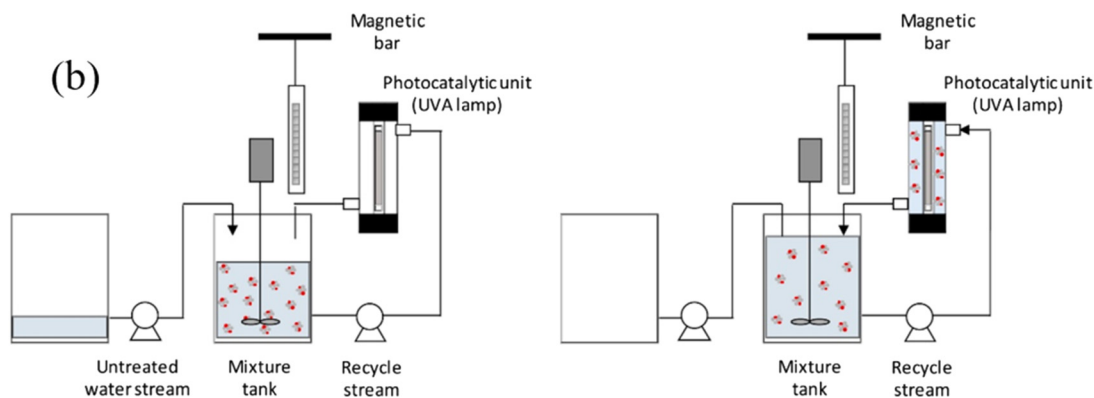 (b)
Magnetic
bar
Photocatalytic unit
(UVA lamp)
Untreated
water stream
Mixture
tank
Recycle
stream
Magnetic
bar
Photocatalytic unit
(UVA lamp)
Mixture
tank
Recycle
stream